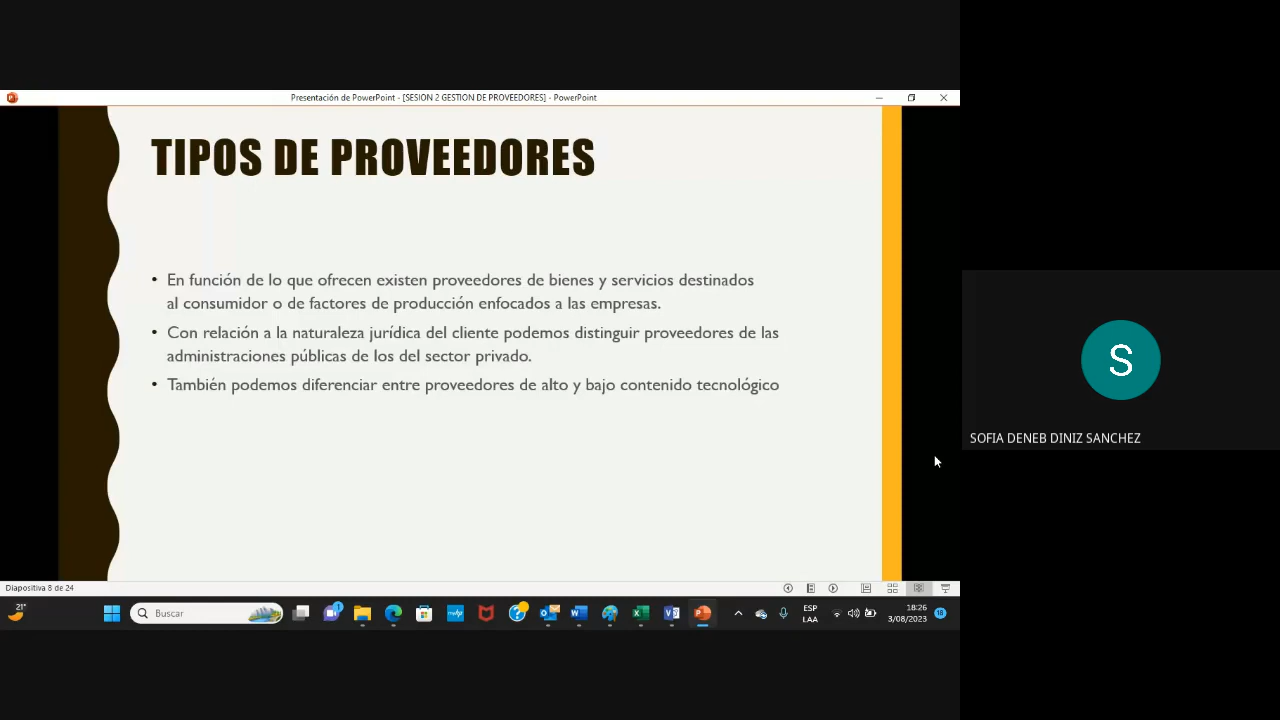 Presentación de PowerPoint - [SESION 2 GESTION DE PROVEEDORES] - PowerPoint
TIPOS DE PROVEEDORES
• En función de lo que ofrecen existen proveedores de bienes y servicios destinados
al consumidor o de factores de producción enfocados a las empresas.
• Con relación a la naturaleza jurídica del cliente podemos distinguir proveedores de las
administraciones públicas de los del sector privado.
• También podemos diferenciar entre proveedores de alto y bajo contenido tecnológico
S
SOFIA DENEB DINIZ SANCHEZ
Diapositiva 8 de 24
21°
Buscar
ESP
LAA
18:26
3/08/2023
18